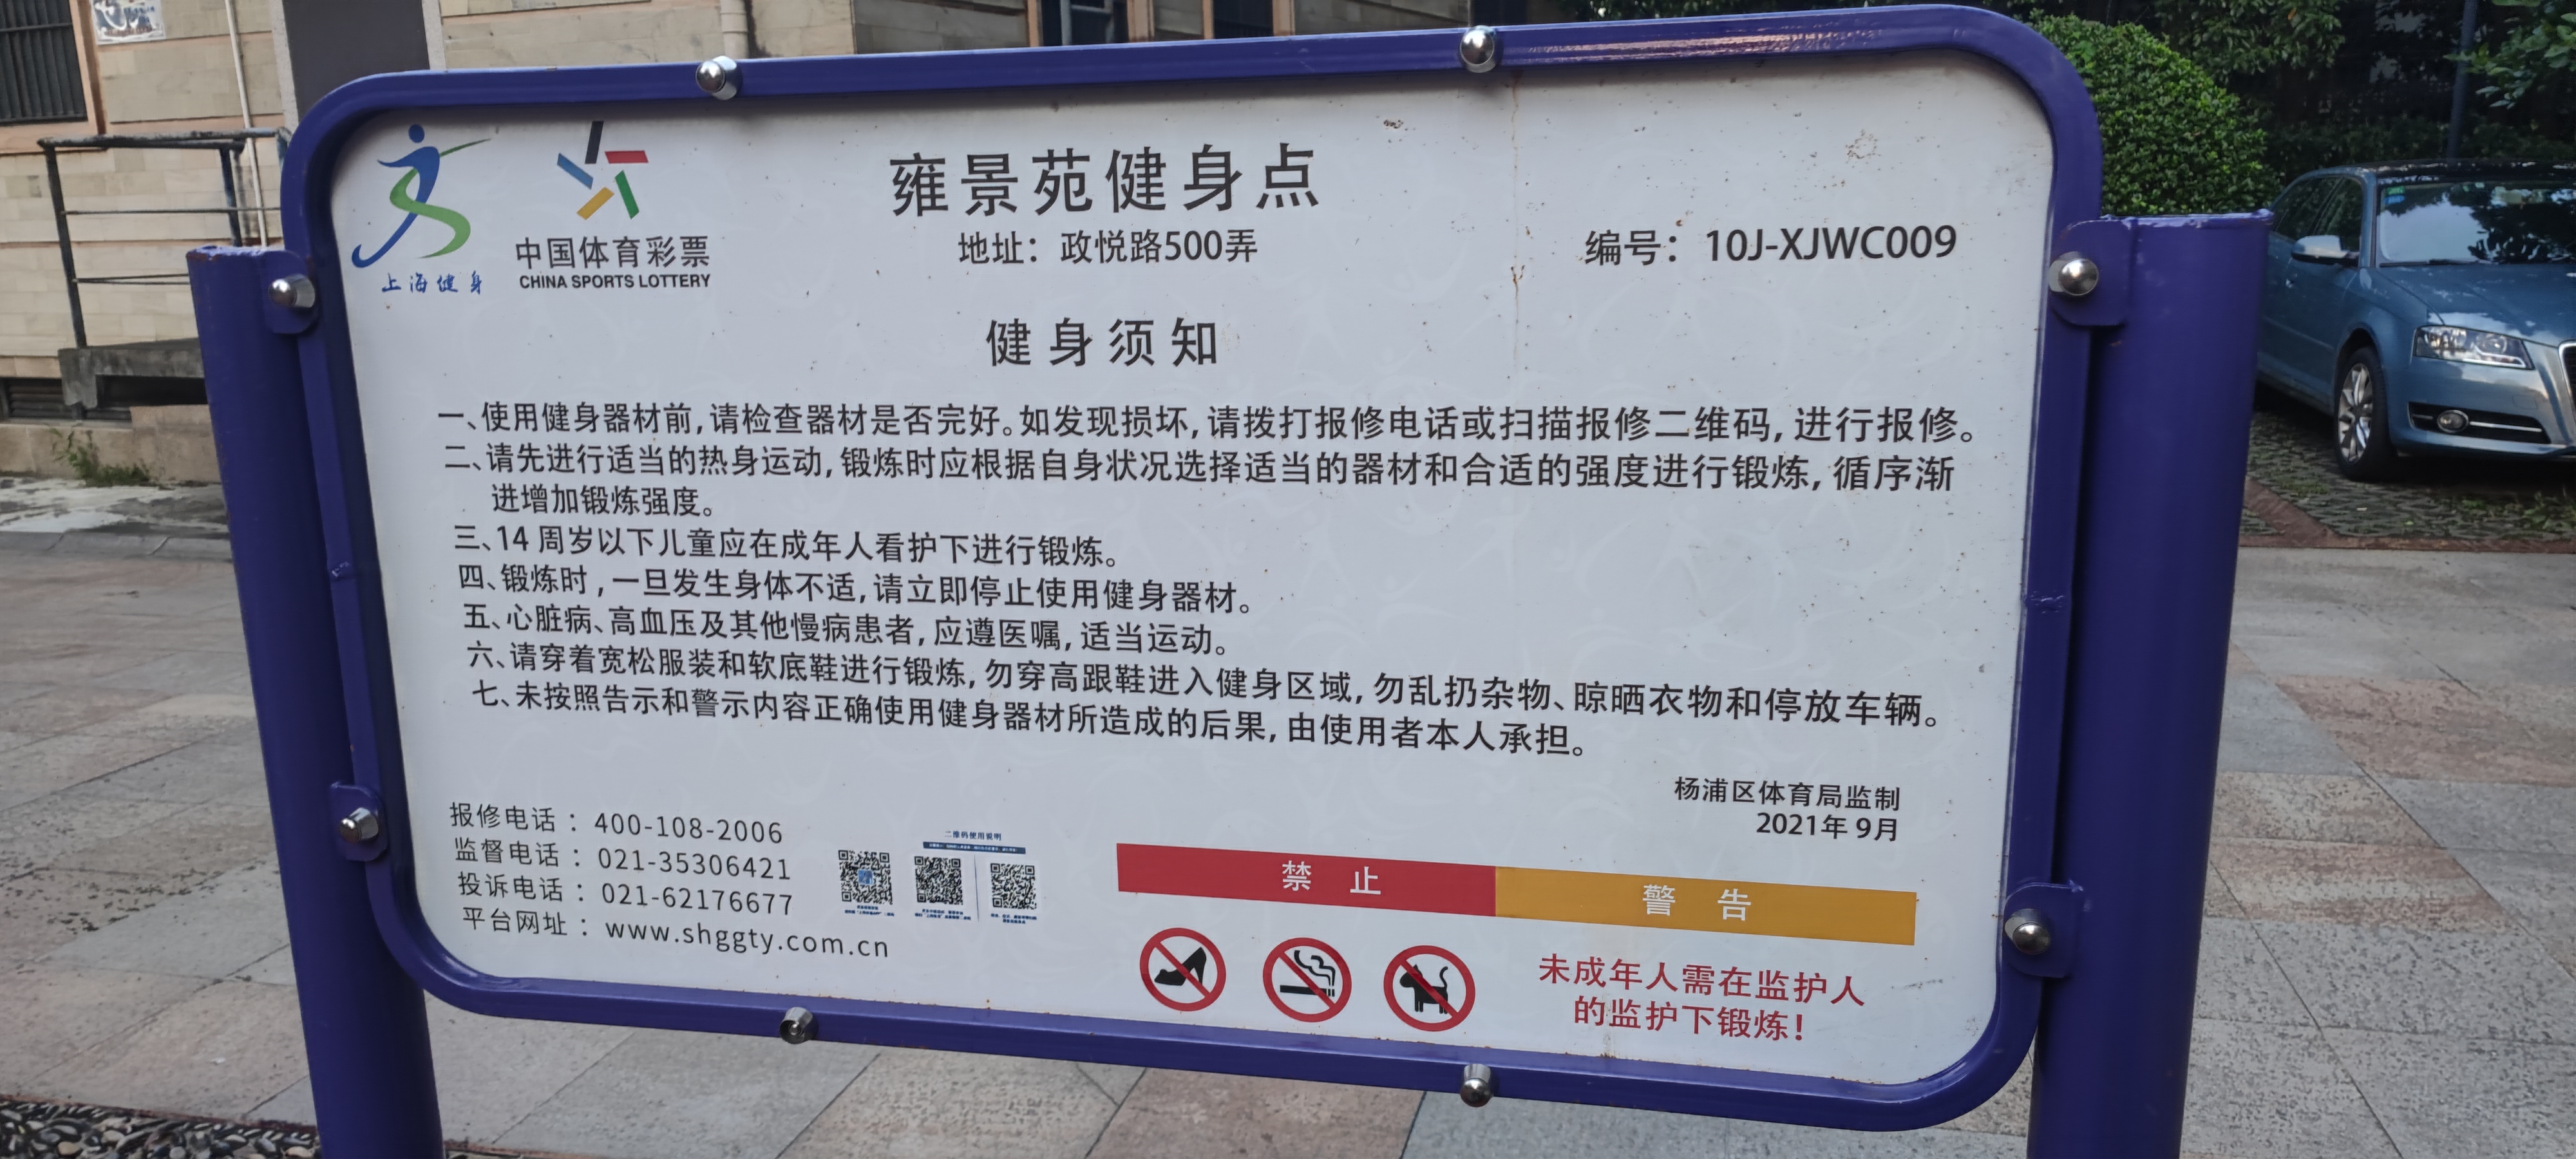 上海健身
中国体育彩票
CHINA SPORTS LOTTERY
雍景苑健身点
地址：政悦路500弄
编号：10J-XJWC009
健身须知
一、使用健身器材前,请检查器材是否完好。如发现损坏,请拨打报修电话或扫描报修二维码,进行报修。
二、请先进行适当的热身运动,锻炼时应根据自身状况选择适当的器材和合适的强度进行锻炼,循序渐
进增加锻炼强度。
三、14 周岁以下儿童应在成年人看护下进行锻炼。
四、锻炼时,一旦发生身体不适,请立即停止使用健身器材。
五、心脏病、高血压及其他慢病患者,应遵医嘱,适当运动。
六、请穿着宽松服装和软底鞋进行锻炼,勿穿高跟鞋进入健身区域,勿乱扔杂物、晾晒衣物和停放车辆。
七、未按照告示和警示内容正确使用健身器材所造成的后果,由使用者本人承担。
杨浦区体育局监制
2021年 9月
报修电话：400-108-2006
监督电话：021-35306421
投诉电话：021-62176677
平台网址：www.shggty.com.cn
二维码使用说明
禁 止
警 告
未成年人需在监护人
的监护下锻炼!